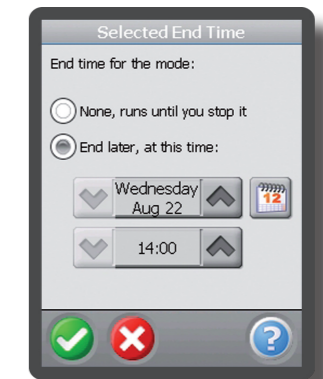 Selected End Time
End time for the mode:
None, runs until you stop it
End later, at this time:
Wednesday
Aug 22
12
14:00
?